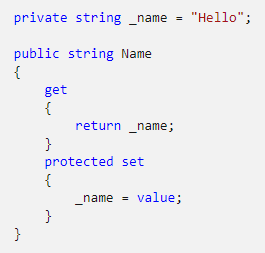 private string _name = "Hello";

public string Name
{
    get
    {
        return _name;
    }
    protected set
    {
        _name = value;
    }
}